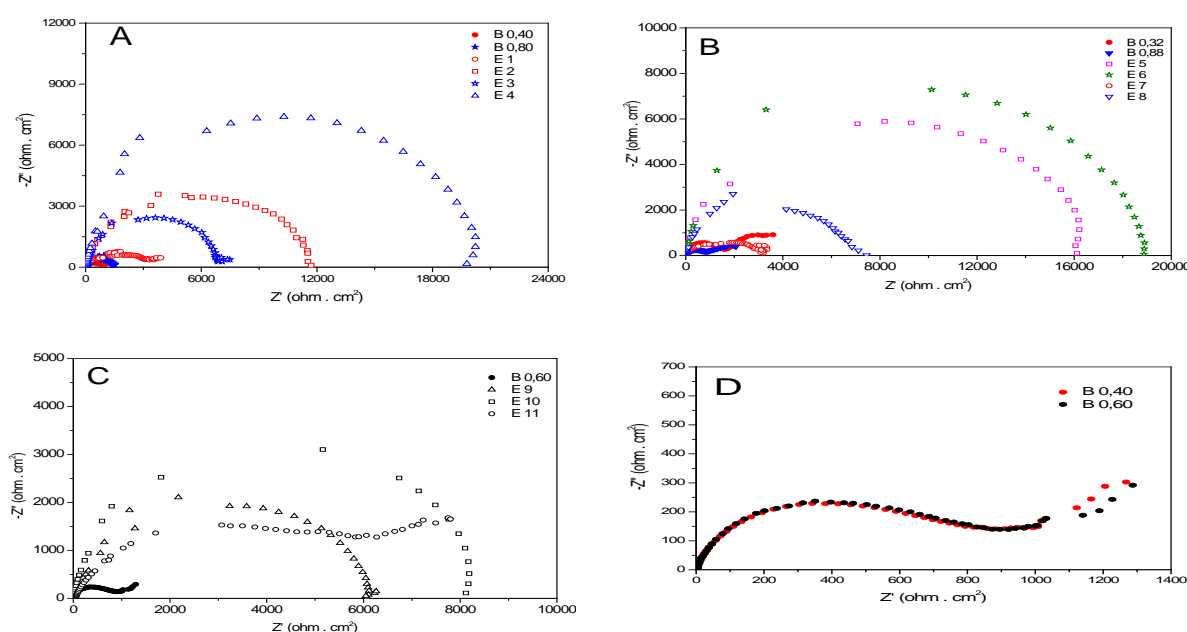 A
B 0,40
B 0,80
E 1
E 2
E 3
E 4
-Z" (ohm. cm²)
12000
9000
6000
3000
0
0 6000 12000 18000 24000
Z' (ohm . cm²)
B
B 0,32
B 0,88
E 5
E 6
E 7
E 8
-Z" (ohm. cm²)
10000
8000
6000
4000
2000
0
0 4000 8000 12000 16000 20000
Z' (ohm . cm²)
C
B 0,60
E 9
E 10
E 11
-Z" (ohm. cm²)
5000
4000
3000
2000
1000
0
0 2000 4000 6000 8000 10000
Z' (ohm . cm²)
D
B 0,40
B 0,60
-Z" (ohm. cm²)
700
600
500
400
300
200
100
0
0 200 400 600 800 1000 1200 1400
Z' (ohm . cm²)